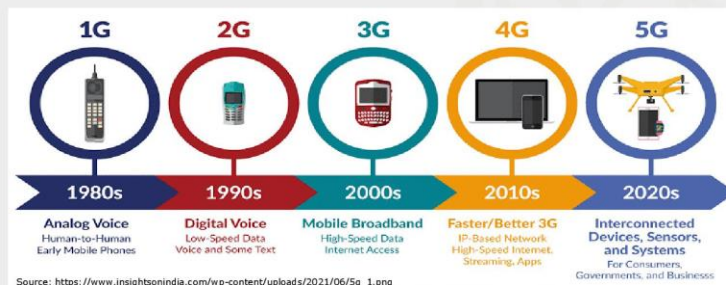 1G 2G 3G 4G 5G
1980s 1990s 2000s 2010s 2020s
Analog Voice
Human-to-Human
Early Mobile Phones
Digital Voice
Low-Speed Data
Voice and Some Text
Mobile Broadband
High-Speed Data
Internet Access
Faster/Better 3G
IP-Based Network
High-Speed Internet,
Streaming, Apps
Interconnected
Devices, Sensors,
and Systems
For Consumers,
Governments, and Businesss
Source: https://www.insightsonindia.com/wp-content/uploads/2021/06/5g_1.png